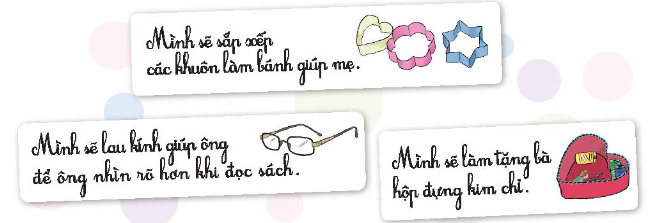 Mình sẽ sắp xếp
các khuôn làm bánh giúp mẹ.
Mình sẽ lau kính giúp ông
để ông nhìn rõ hơn khi đọc sách.
Mình sẽ làm tặng bà
hộp đựng kim chỉ.